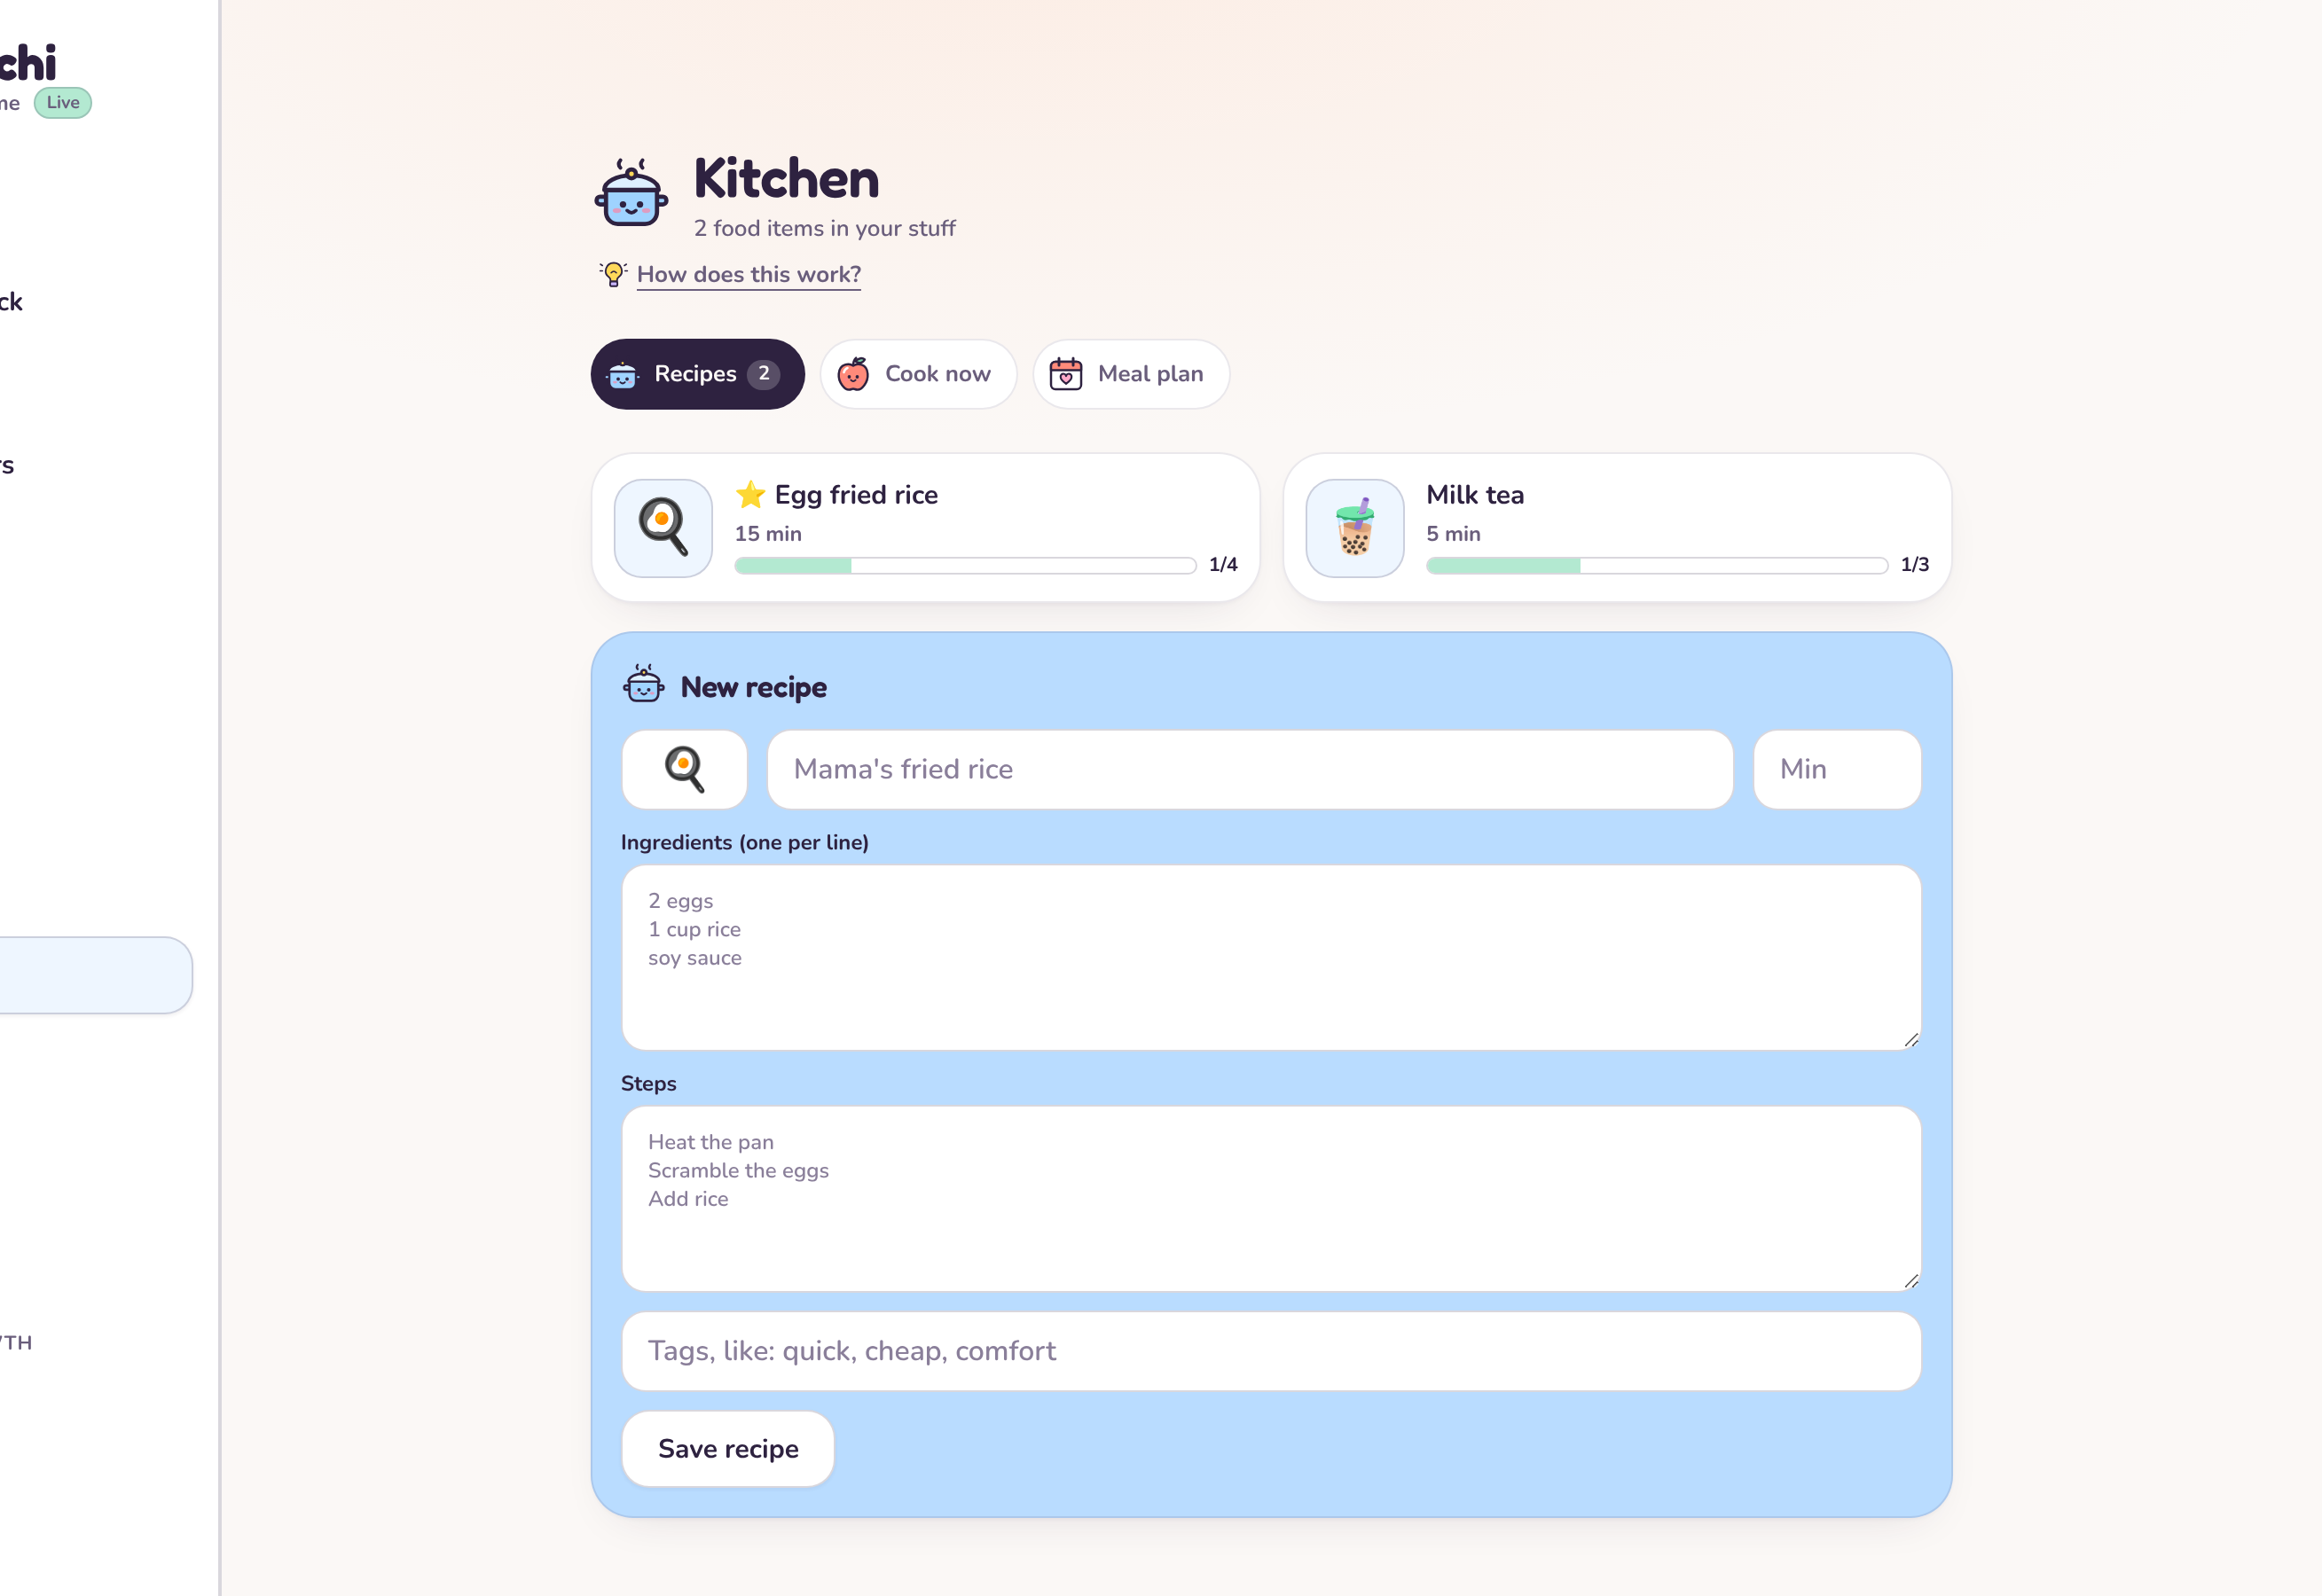 chi
me
Live
ck
rs
WTH
Kitchen
2 food items in your stuff
How does this work?
Recipes 2
Cook now
Meal plan
Egg fried rice
15 min
1/4
Milk tea
5 min
1/3
New recipe
Mama's fried rice
Min
Ingredients (one per line)
2 eggs
1 cup rice
soy sauce
Steps
Heat the pan
Scramble the eggs
Add rice
Tags, like: quick, cheap, comfort
Save recipe